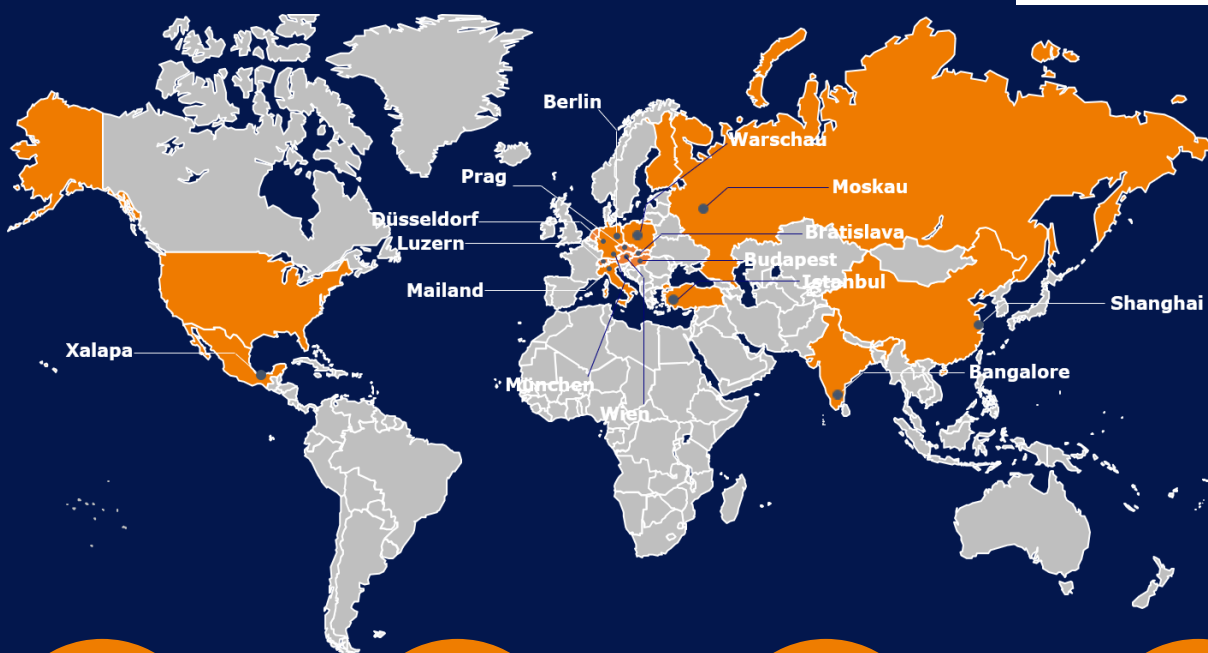 Berlin
Warschau
Prag
Moskau
Düsseldorf
Bratislava
Luzern
Budapest
Istanbul
Mailand
Shanghai
Xalapa
Bangalore
München
Wien